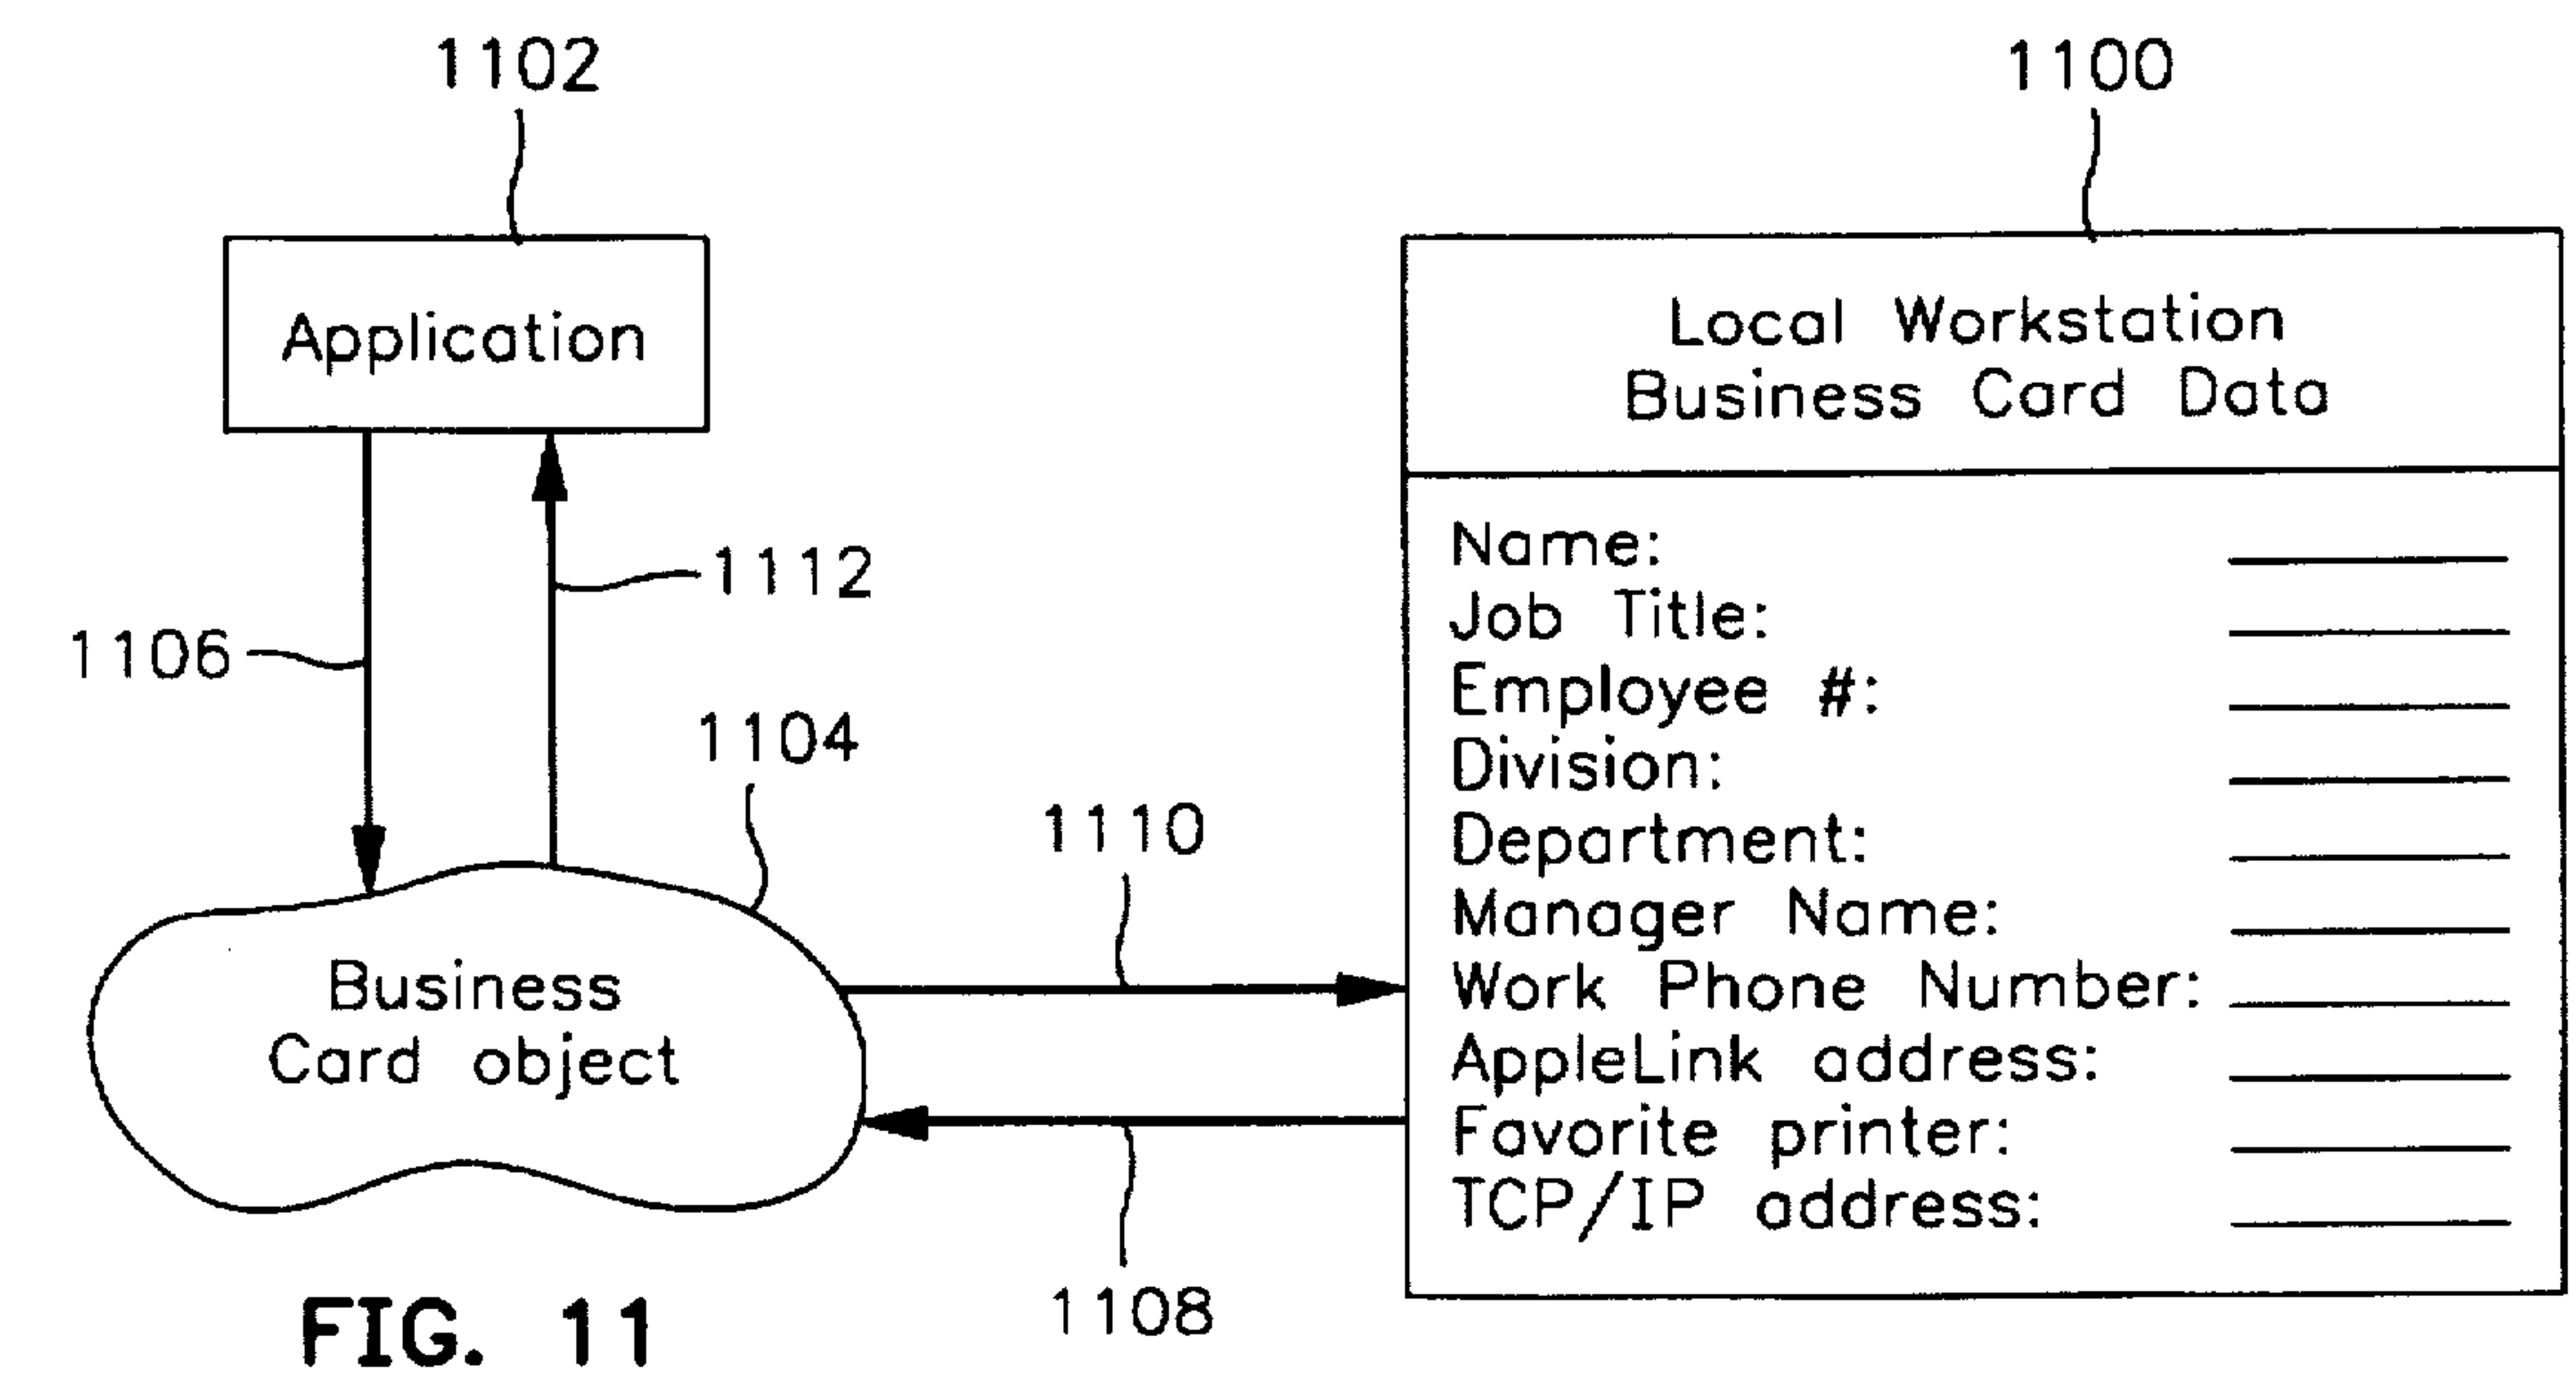 1102
1100
Application
Local Workstation
Business Card Data
1112
1106
1104
1110
Business
Card object
1108
Name:
Job Title:
Employee #:
Division:
Department:
Manager Name:
Work Phone Number:
AppleLink address:
Favorite printer:
TCP/IP address:
FIG. 11